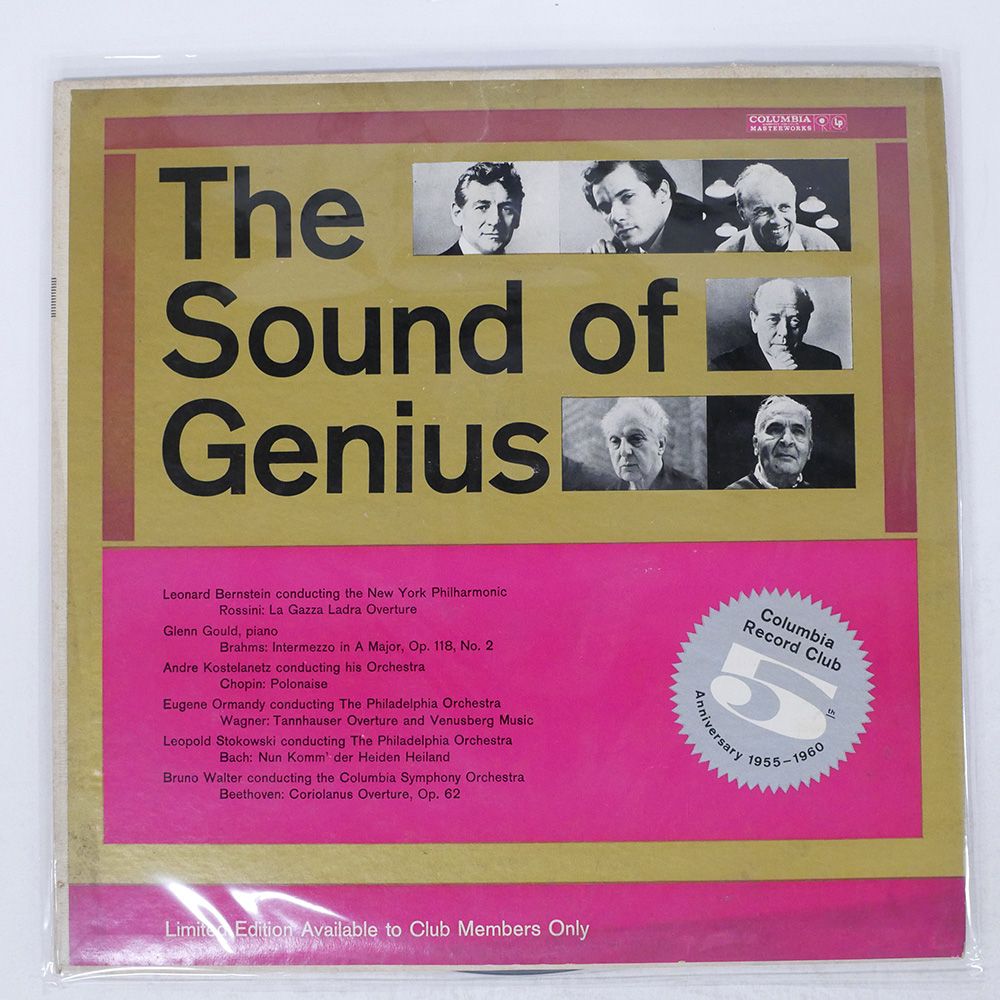 COLUMBIA
MASTERWORKS
Lp
The
Sound of
Genius
Leonard Bernstein conducting the New York Philharmonic
Rossini: La Gazza Ladra Overture
Glenn Gould, piano
Brahms: Intermezzo in A Major, Op. 118, No. 2
Andre Kostelanetz conducting his Orchestra
Chopin: Polonaise
Eugene Ormandy conducting The Philadelphia Orchestra
Wagner: Tannhauser Overture and Venusberg Music
Leopold Stokowski conducting The Philadelphia Orchestra
Bach: Nun Komm' der Heiden Heiland
Bruno Walter conducting the Columbia Symphony Orchestra
Beethoven: Coriolanus Overture, Op. 62
Columbia
Record Club
5th
Anniversary 1955-1960
Limited Edition Available to Club Members Only